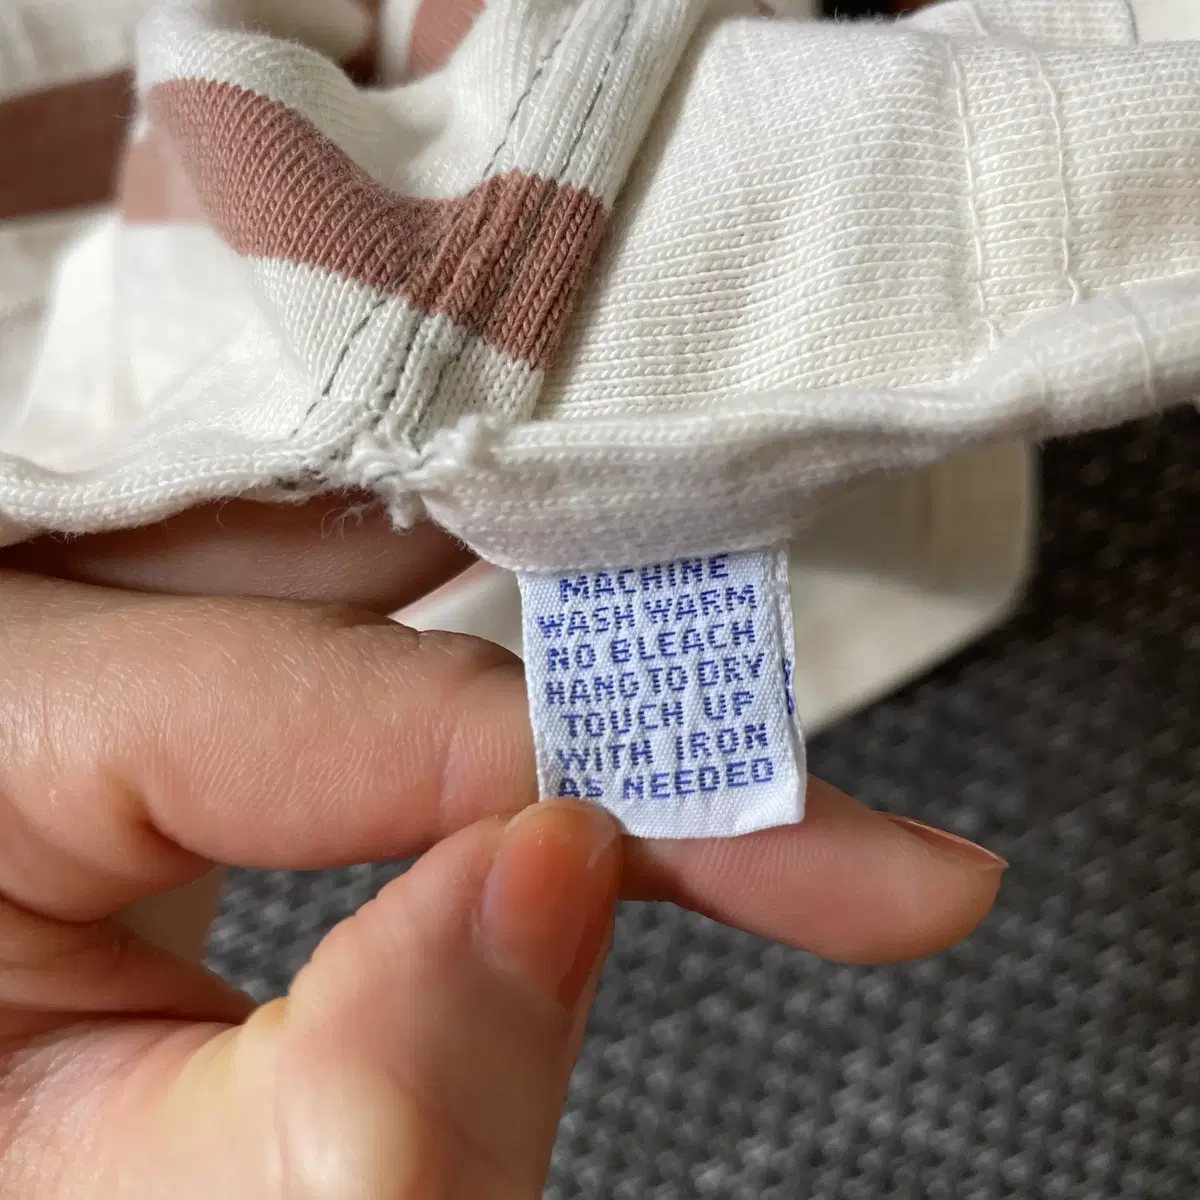 MACHINE
WASH WARM
NO BLEACH
HANG TO DRY
TOUCH UP
WITH IRON
AS NEEDED